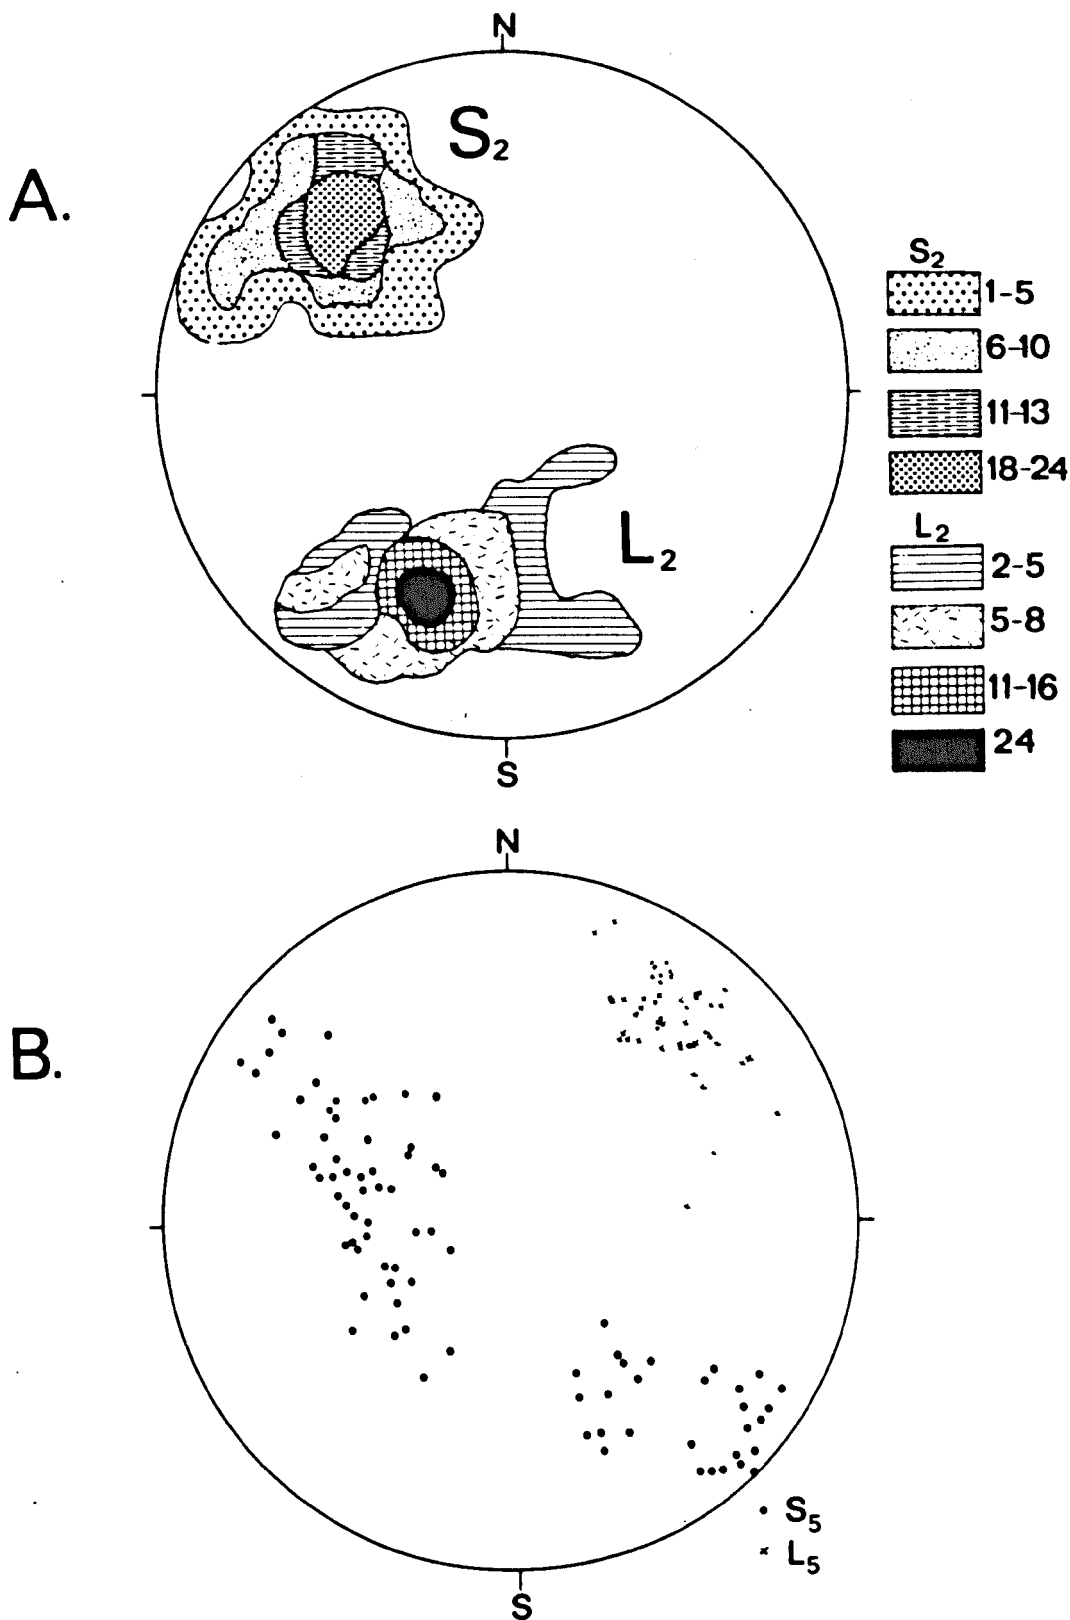 N
S₂
A.
S₂
1-5
6-10
11-13
18-24
L₂
L₂
2-5
5-8
11-16
24
S
N
B.
S₅
L₅
S